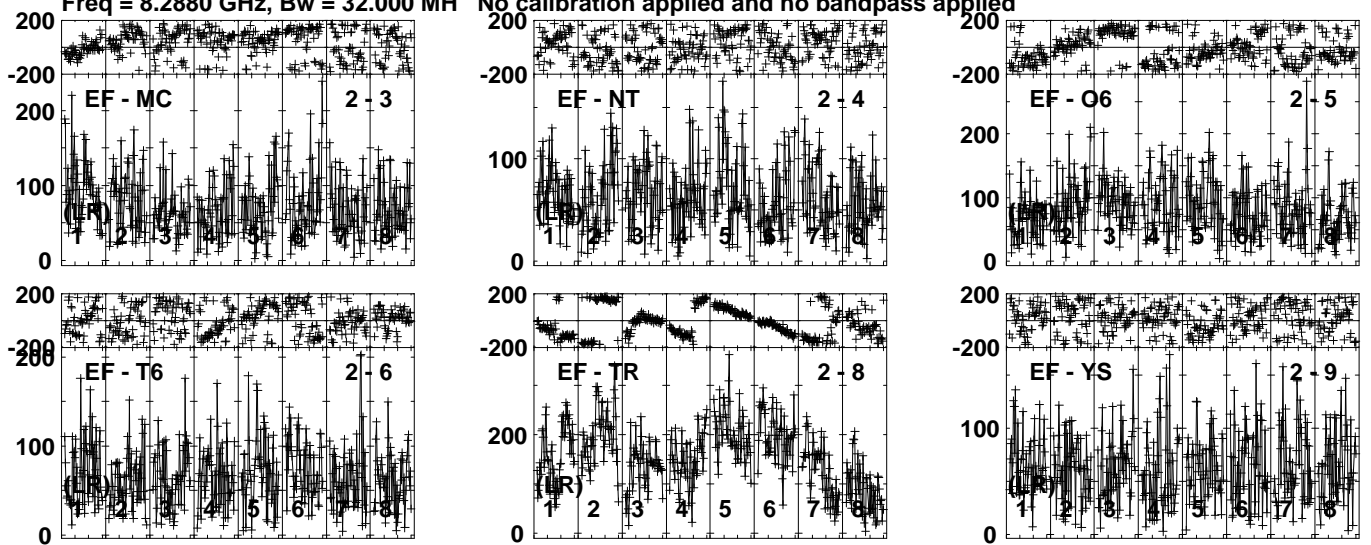 Freq = 8.2880 GHz, Bw = 32.000 MH No calibration applied and no bandpass applied
200
-200
EF - MC 2 - 3
200
100
0
(LR)
1 2 3 4 5 6 7 8
200
-200
EF - NT 2 - 4
100
0
(LR)
1 2 3 4 5 6 7 8
200
-200
EF - O6 2 - 5
200
100
0
(LR)
1 2 3 4 5 6 7 8
200
-200
EF - T6 2 - 6
200
100
0
(LR)
1 2 3 4 5 6 7 8
200
-200
EF - TR 2 - 8
200
0
(LR)
1 2 3 4 5 6 7 8
200
-200
EF - YS 2 - 9
100
0
(LR)
1 2 3 4 5 6 7 8